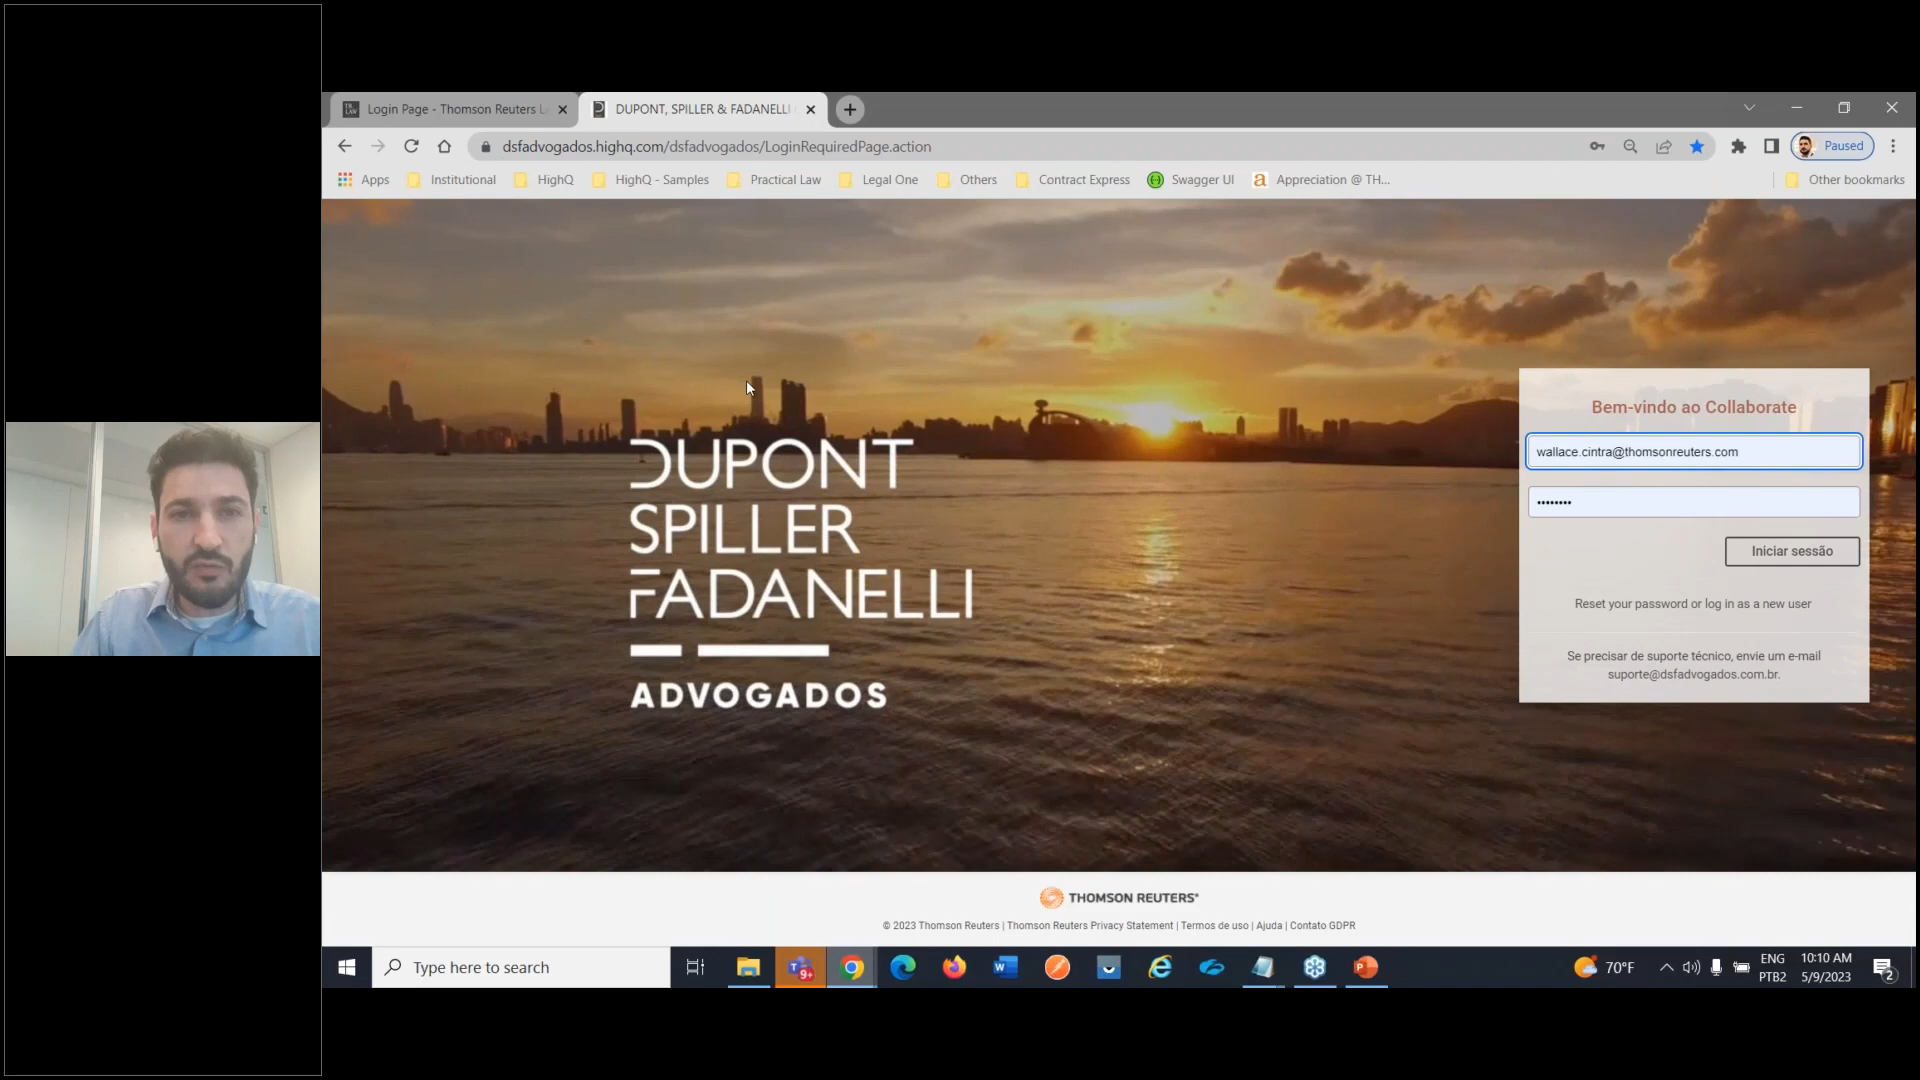 Login Page - Thomson Reuters L
DUPONT, SPILLER & FADANELLI
dsfadvogados.highq.com/dsfadvogados/LoginRequiredPage.action
Paused
Apps
Institutional
HighQ
HighQ - Samples
Practical Law
Legal One
Others
Contract Express
Swagger UI
Appreciation @ TH...
Other bookmarks
DUPONT
SPILLER
FADANELLI
ADVOGADOS
Bem-vindo ao Collaborate
wallace.cintra@thomsonreuters.com
••••••••
Iniciar sessão
Reset your password or log in as a new user
Se precisar de suporte técnico, envie um e-mail
suporte@dsfadvogados.com.br.
THOMSON REUTERS®
© 2023 Thomson Reuters | Thomson Reuters Privacy Statement | Termos de uso | Ajuda | Contato GDPR
Type here to search
9+
70°F
ENG
PTB2
10:10 AM
5/9/2023
2